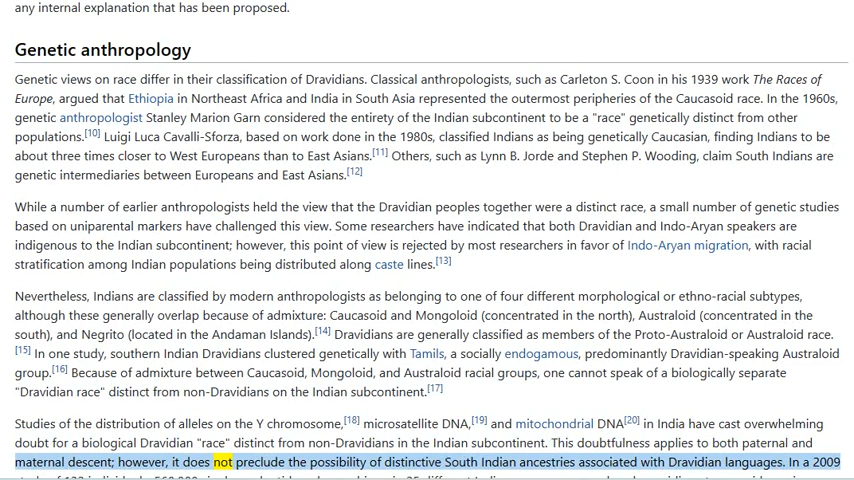 any internal explanation that has been proposed.
Genetic anthropology
Genetic views on race differ in their classification of Dravidians. Classical anthropologists, such as Carleton S. Coon in his 1939 work The Races of
Europe, argued that Ethiopia in Northeast Africa and India in South Asia represented the outermost peripheries of the Caucasoid race. In the 1960s,
genetic anthropologist Stanley Marion Garn considered the entirety of the Indian subcontinent to be a "race" genetically distinct from other
populations.[10] Luigi Luca Cavalli-Sforza, based on work done in the 1980s, classified Indians as being genetically Caucasian, finding Indians to be
about three times closer to West Europeans than to East Asians.[11] Others, such as Lynn B. Jorde and Stephen P. Wooding, claim South Indians are
genetic intermediaries between Europeans and East Asians.[12]
While a number of earlier anthropologists held the view that the Dravidian peoples together were a distinct race, a small number of genetic studies
based on uniparental markers have challenged this view. Some researchers have indicated that both Dravidian and Indo-Aryan speakers are
indigenous to the Indian subcontinent; however, this point of view is rejected by most researchers in favor of Indo-Aryan migration, with racial
stratification among Indian populations being distributed along caste lines.[13]
Nevertheless, Indians are classified by modern anthropologists as belonging to one of four different morphological or ethno-racial subtypes,
although these generally overlap because of admixture: Caucasoid and Mongoloid (concentrated in the north), Australoid (concentrated in the
south), and Negrito (located in the Andaman Islands).[14] Dravidians are generally classified as members of the Proto-Australoid or Australoid race.
[15] In one study, southern Indian Dravidians clustered genetically with Tamils, a socially endogamous, predominantly Dravidian-speaking Australoid
group.[16] Because of admixture between Caucasoid, Mongoloid, and Australoid racial groups, one cannot speak of a biologically separate
"Dravidian race" distinct from non-Dravidians on the Indian subcontinent.[17]
Studies of the distribution of alleles on the Y chromosome,[18] microsatellite DNA,[19] and mitochondrial DNA[20] in India have cast overwhelming
doubt for a biological Dravidian "race" distinct from non-Dravidians in the Indian subcontinent. This doubtfulness applies to both paternal and
maternal descent; however, it does not preclude the possibility of distinctive South Indian ancestries associated with Dravidian languages. In a 2009